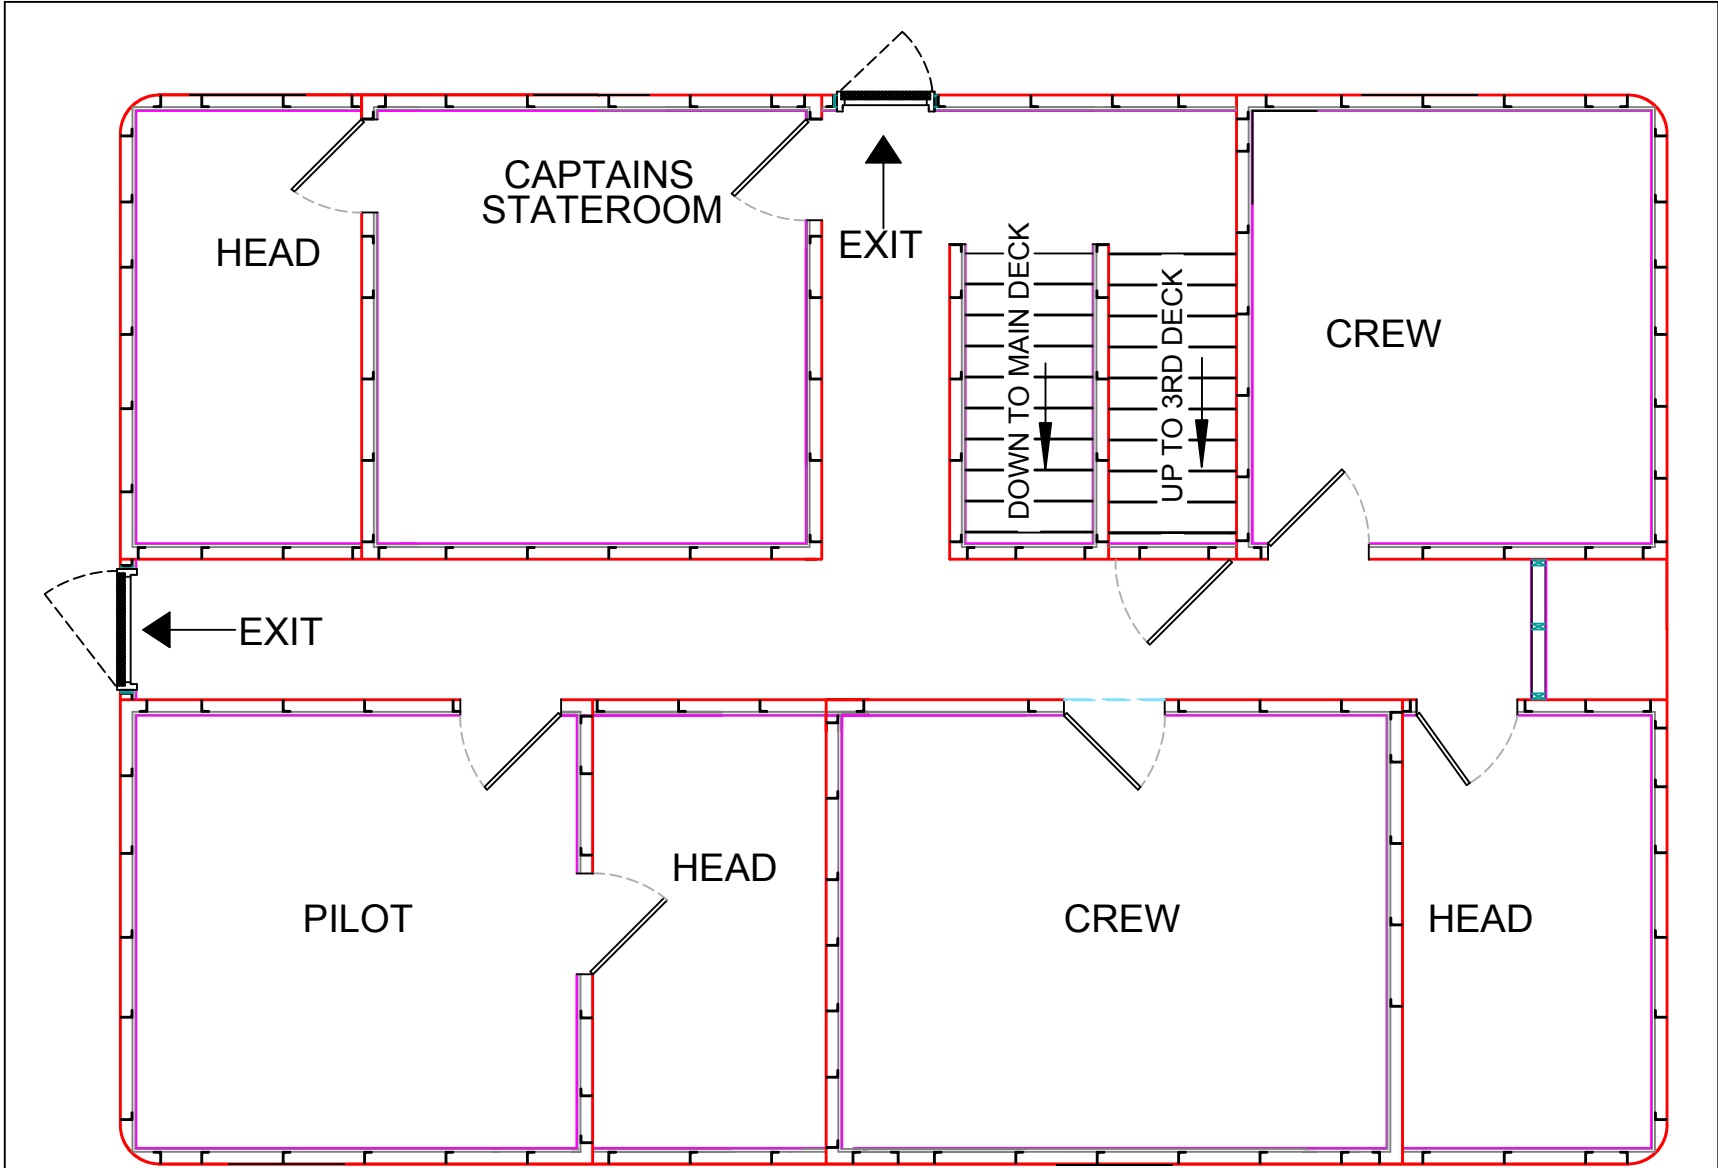 CAPTAINS
STATEROOM
HEAD
EXIT
DOWN TO MAIN DECK
UP TO 3RD DECK
CREW
EXIT
PILOT
HEAD
CREW
HEAD